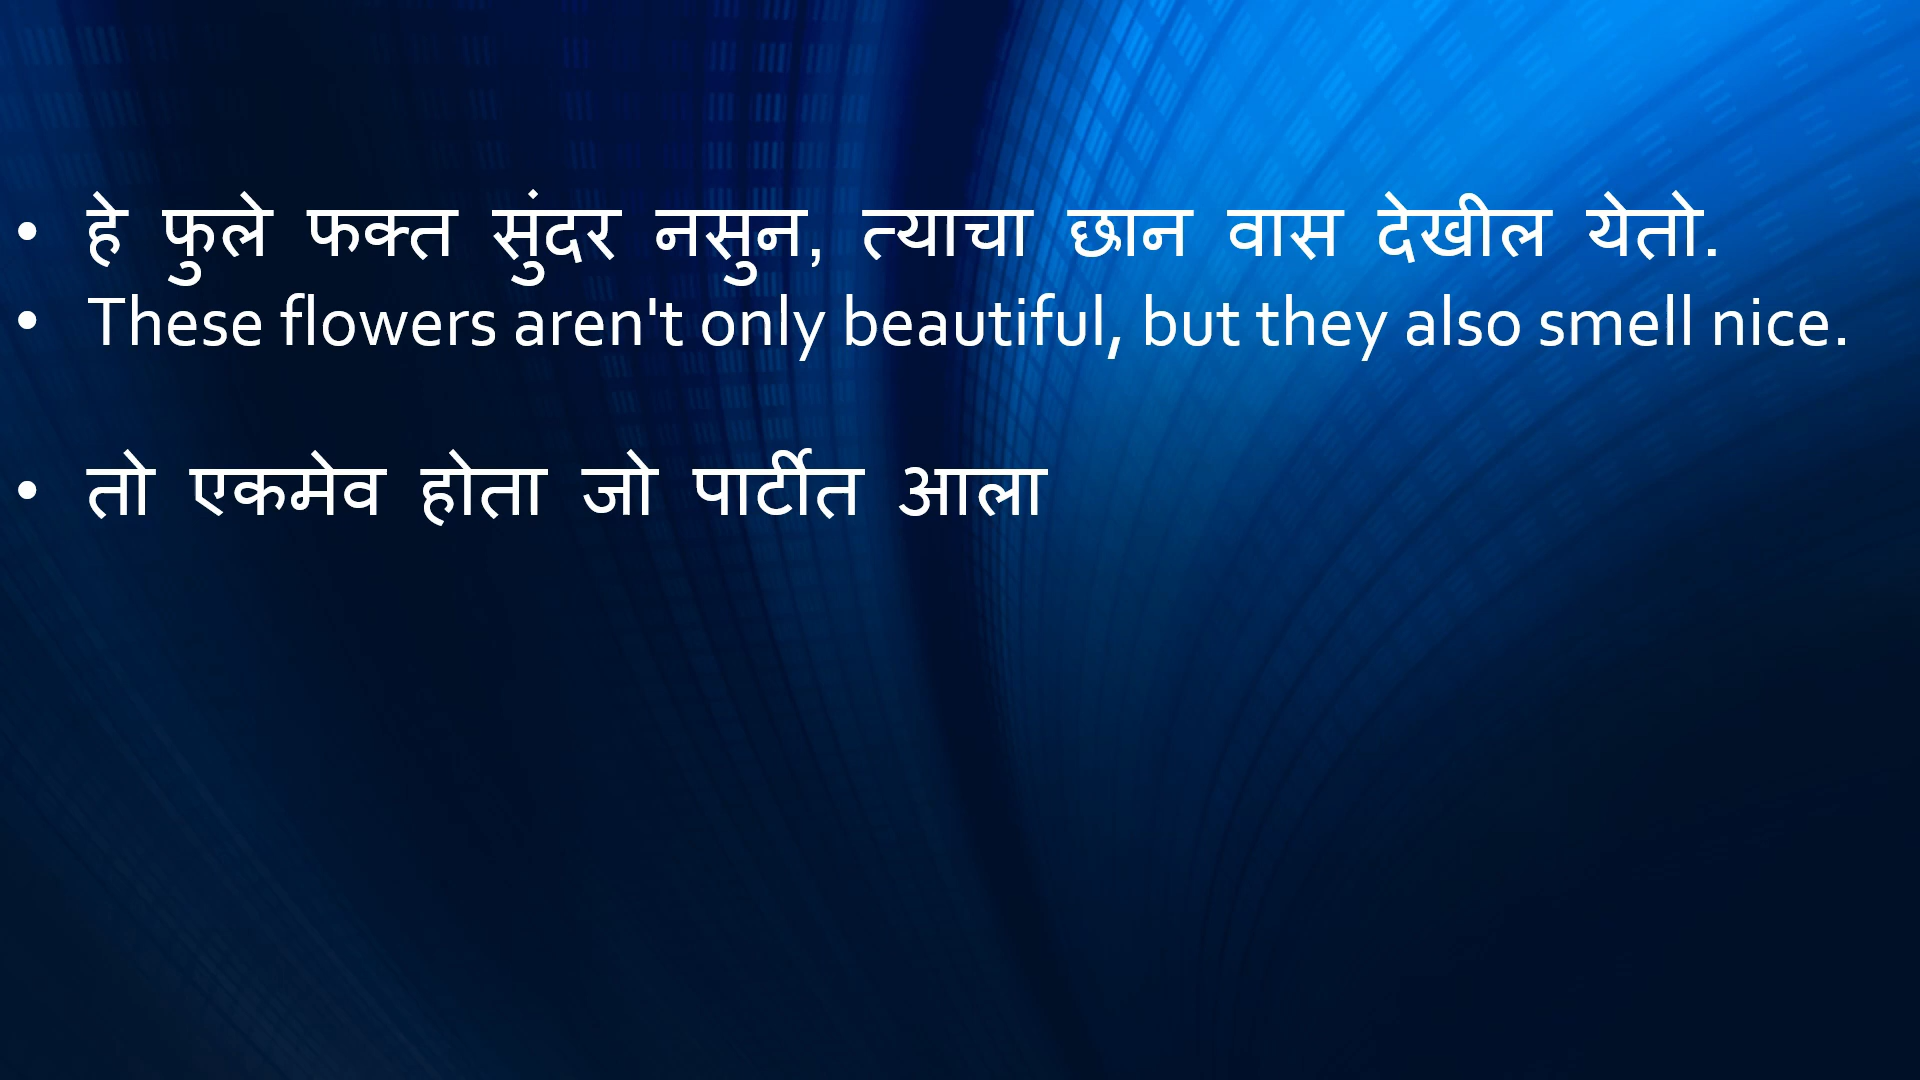 • हे फुले फक्त सुंदर नसुन, त्याचा छान वास देखील येतो.
• These flowers aren't only beautiful, but they also smell nice.
• तो एकमेव होता जो पार्टीत आला